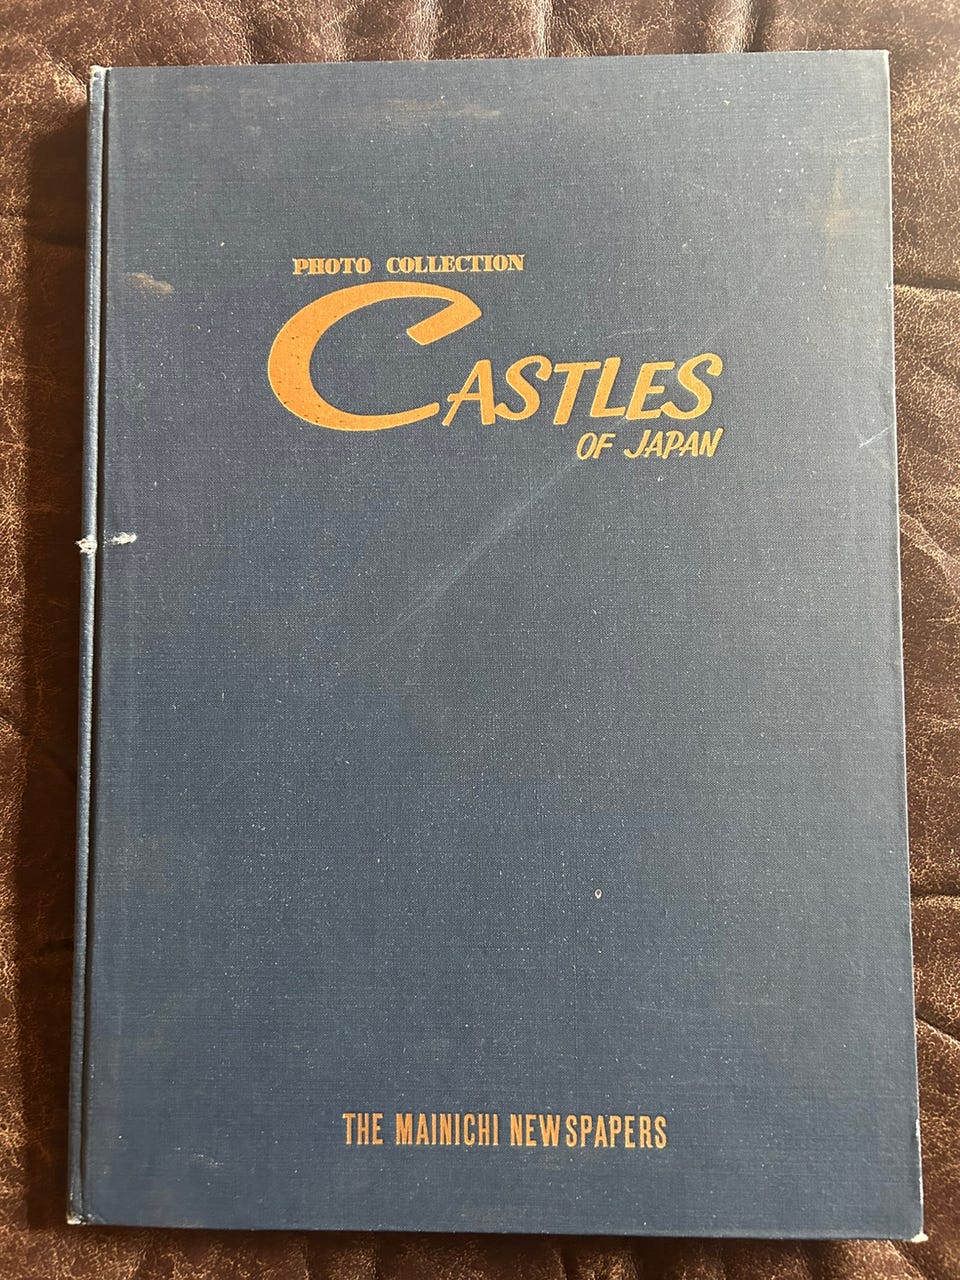 PHOTO COLLECTION
CASTLES
OF JAPAN
THE MAINICHI NEWSPAPERS